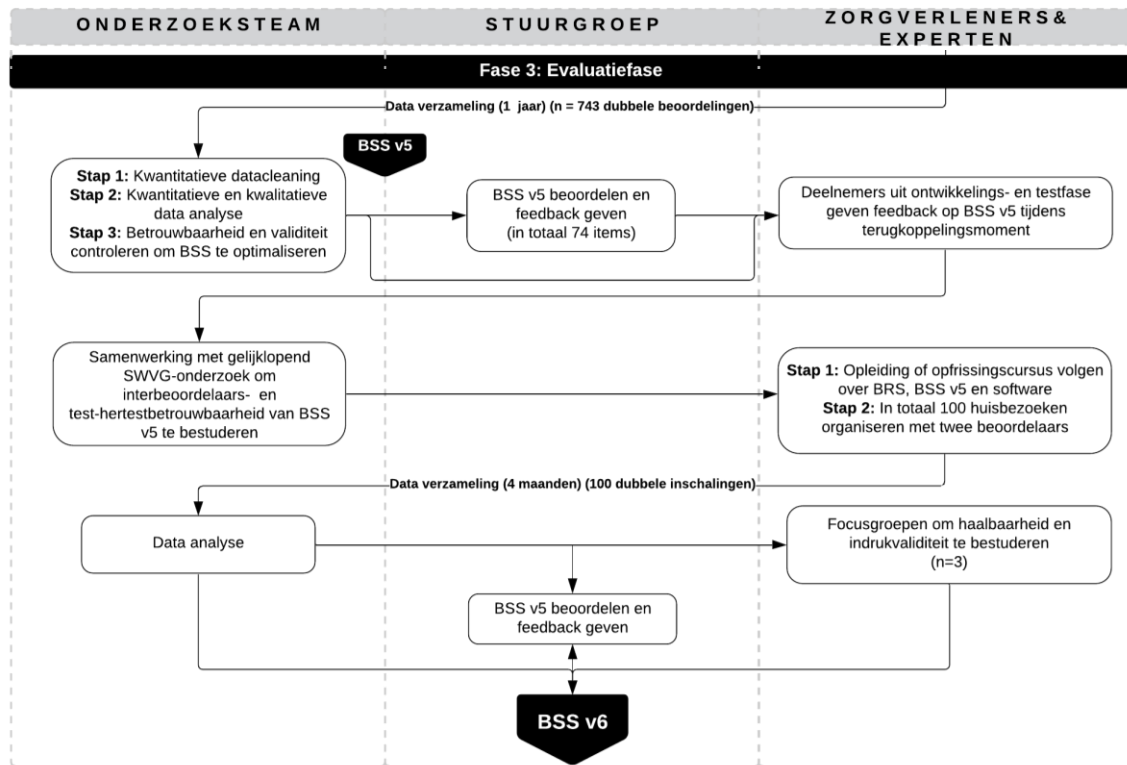 ONDERZOEKSTEAM
STUURGROEP
ZORGVERLENERS&
EXPERTEN
Fase 3: Evaluatiefase
Data verzameling (1 jaar) (n = 743 dubbele beoordelingen)
BSS v5
Stap 1: Kwantitatieve datacleaning
Stap 2: Kwantitatieve en kwalitatieve
data analyse
Stap 3: Betrouwbaarheid en validiteit
controleren om BSS te optimaliseren
BSS v5 beoordelen en
feedback geven
(in totaal 74 items)
Deelnemers uit ontwikkelings- en testfase
geven feedback op BSS v5 tijdens
terugkoppelingsmoment
Samenwerking met gelijklopend
SWVG-onderzoek om
interbeoordelaars- en
test-hertestbetrouwbaarheid van BSS
v5 te bestuderen
Stap 1: Opleiding of opfrissingscursus volgen
over BRS, BSS v5 en software
Stap 2: In totaal 100 huisbezoeken
organiseren met twee beoordelaars
Data verzameling (4 maanden) (100 dubbele inschalingen)
Data analyse
Focusgroepen om haalbaarheid en
indrukvaliditeit te bestuderen
(n=3)
BSS v5 beoordelen en
feedback geven
BSS v6